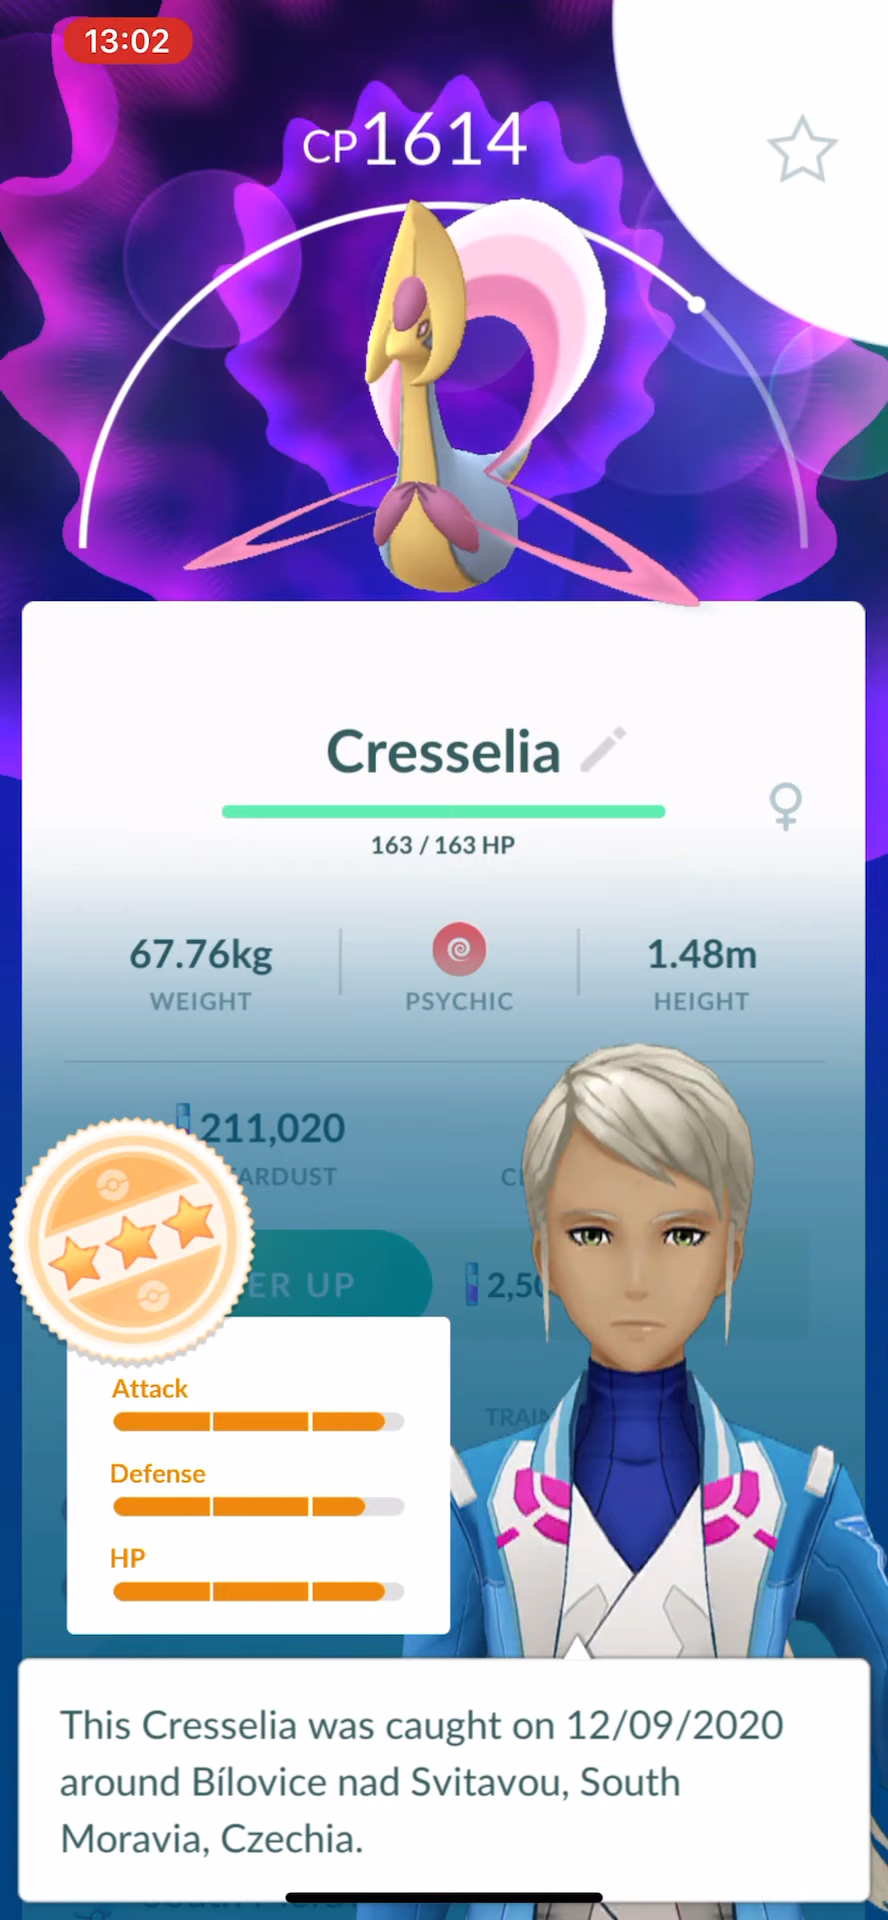 13:02
CP1614
Cresselia
163 / 163 HP
67.76kg
WEIGHT
PSYCHIC
1.48m
HEIGHT
211,020
ARDUST
ER UP
Attack
Defense
HP
This Cresselia was caught on 12/09/2020
around Bílovice nad Svitavou, South
Moravia, Czechia.